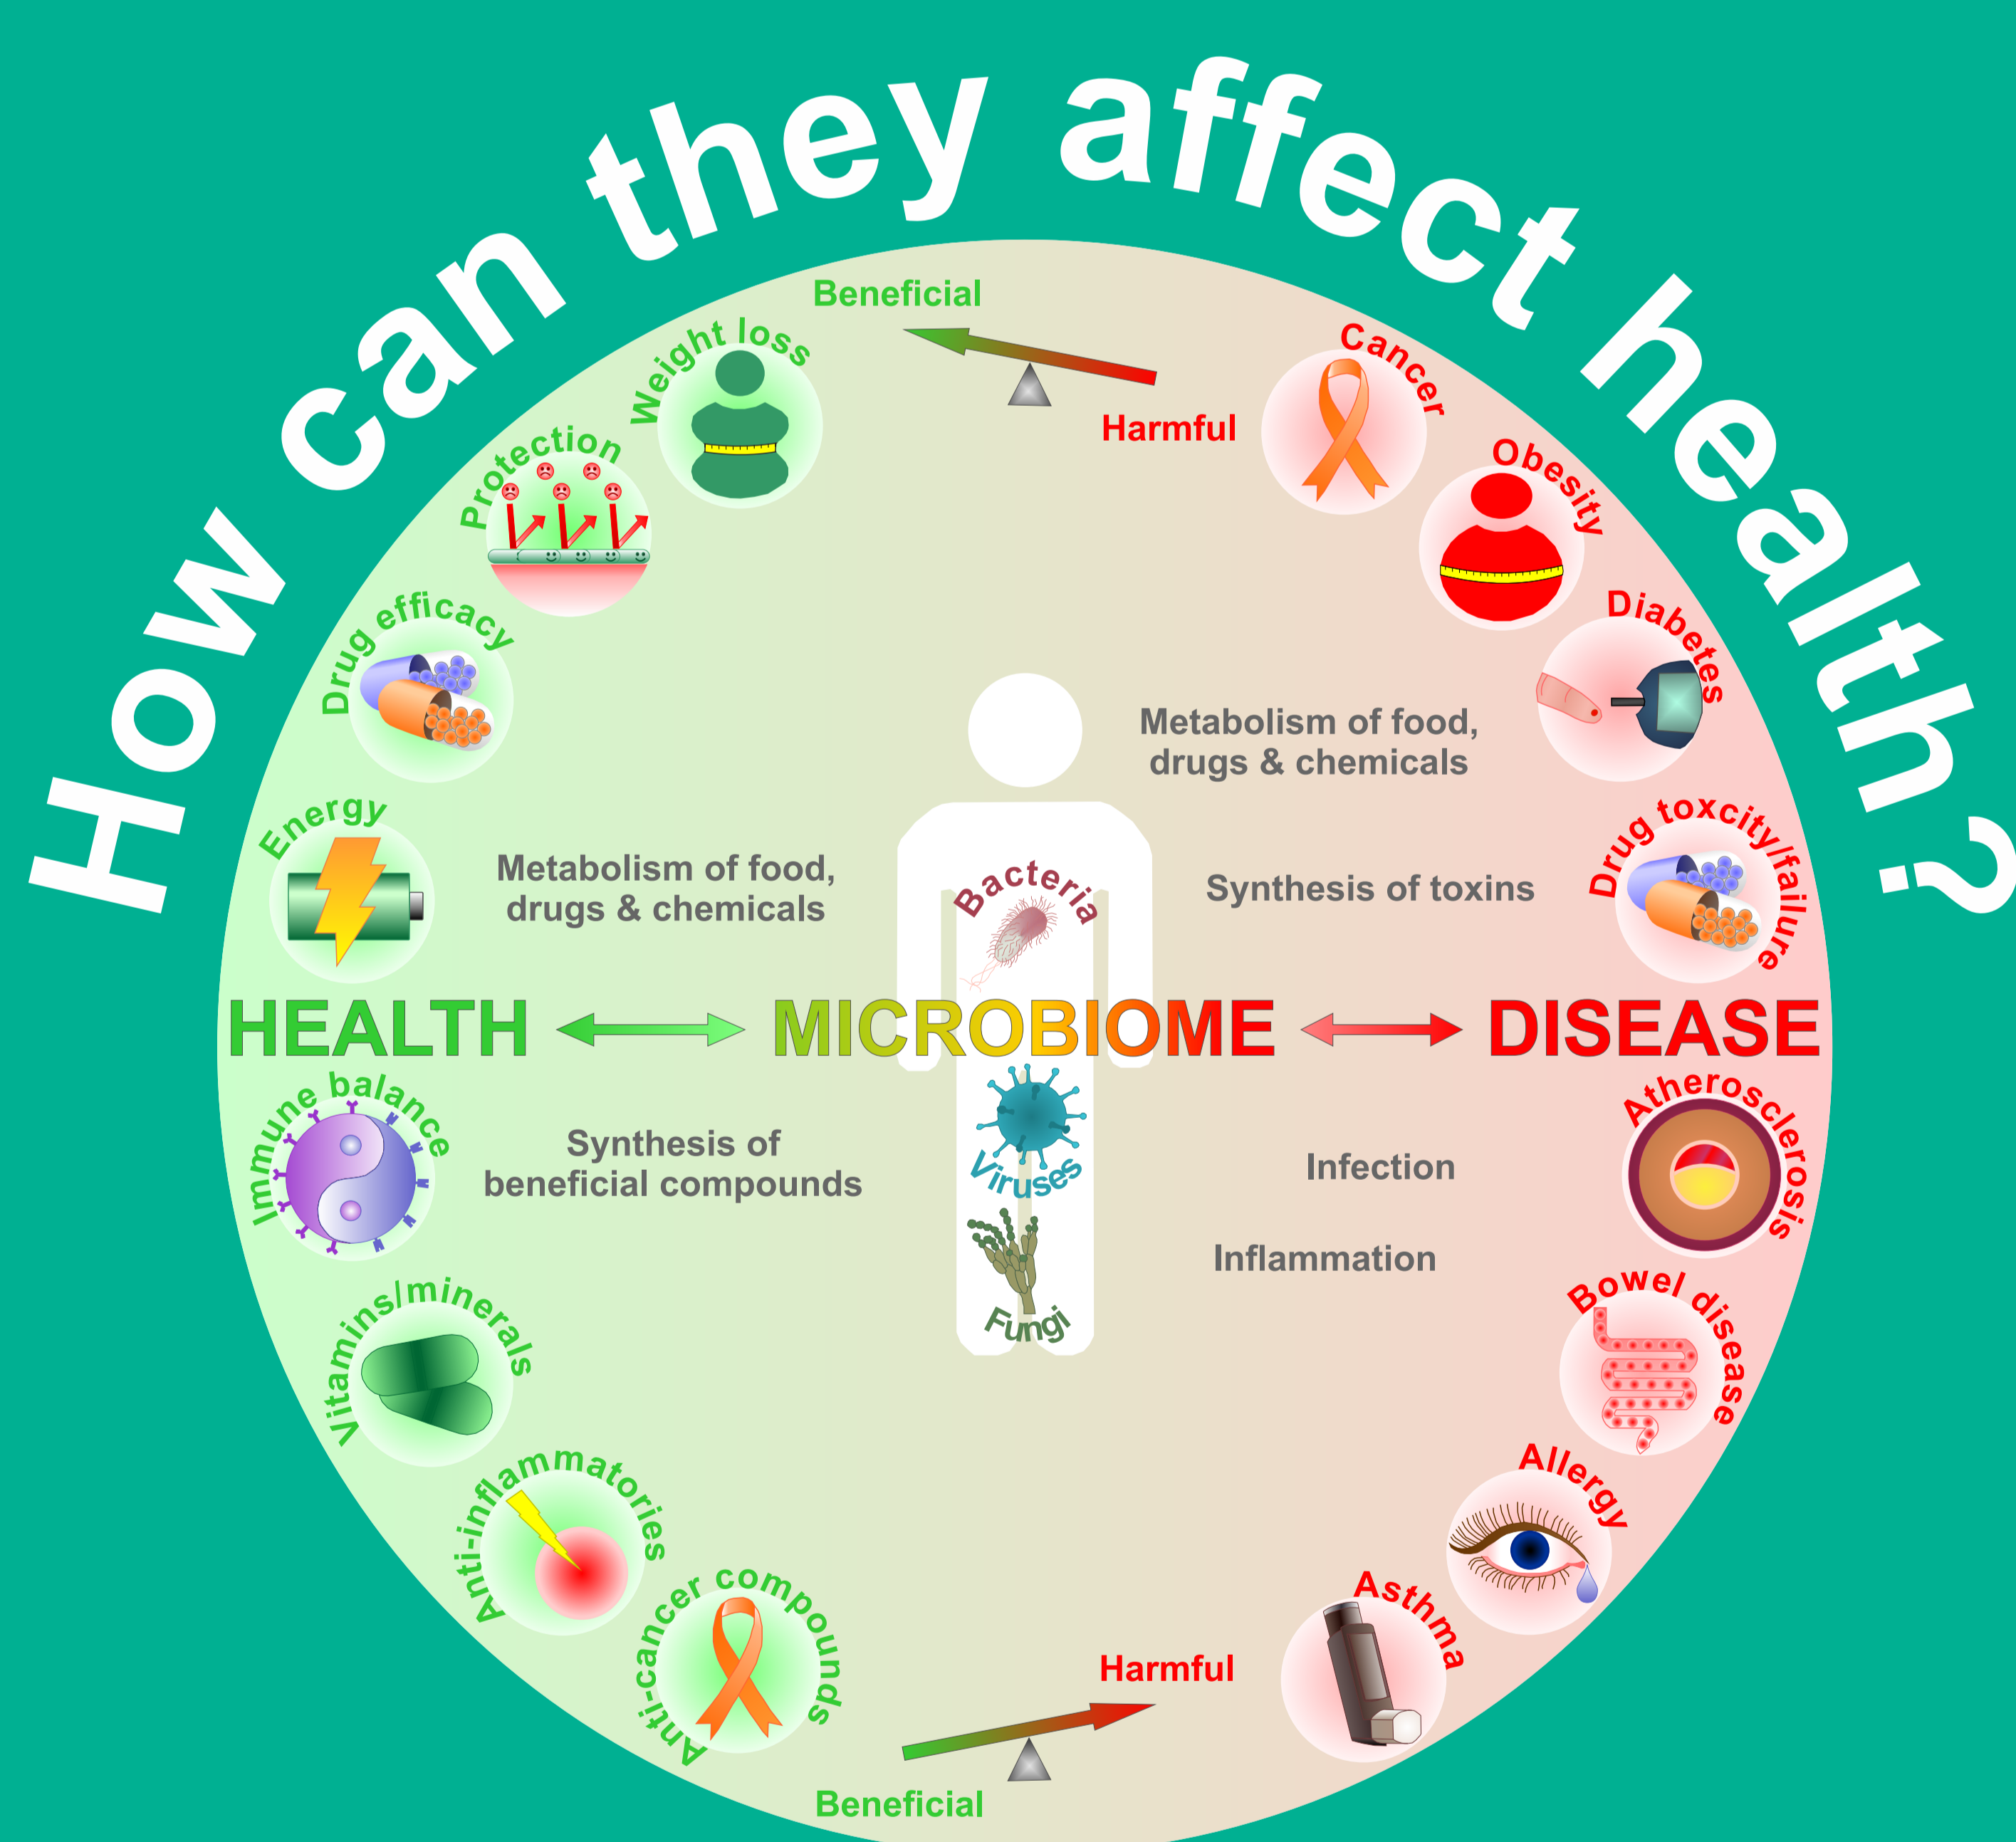 How can they affect health?
Beneficial
Harmful
Weight loss
Protection
Drug efficacy
Energy
Cancer
Obesity
Diabetes
Drug toxcity/failure
Metabolism of food,
drugs & chemicals
Metabolism of food,
drugs & chemicals
Synthesis of toxins
Bacteria
HEALTH
MICROBIOME
DISEASE
Immune balance
Synthesis of
beneficial compounds
Viruses
Fungi
Infection
Inflammation
Atherosclerosis
Vitamins/minerals
Bowel disease
Anti-inflammatories
Allergy
Anti-cancer compounds
Asthma
Harmful
Beneficial